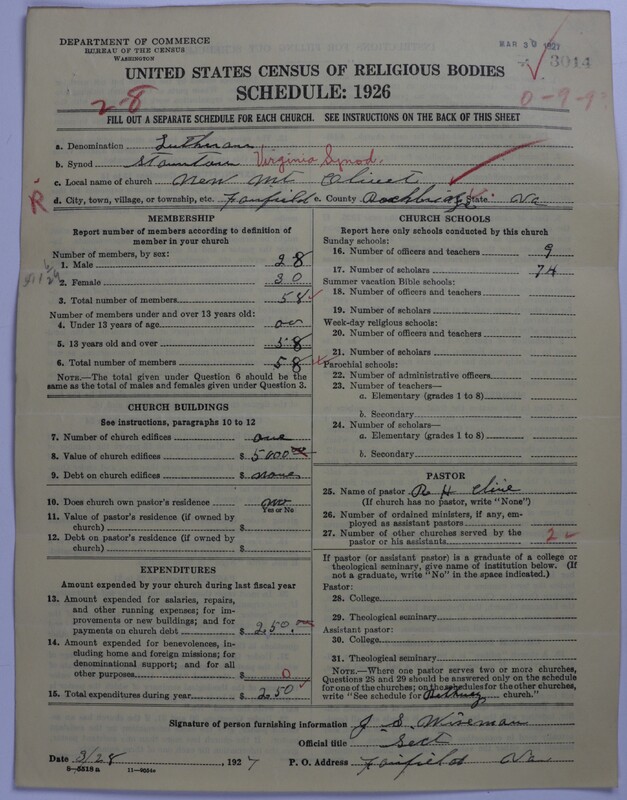 DEPARTMENT OF COMMERCE
BUREAU OF THE CENSUS
WASHINGTON
MAR 30 1927
3014
UNITED STATES CENSUS OF RELIGIOUS BODIES
SCHEDULE: 1926
28
0-9-9
FILL OUT A SEPARATE SCHEDULE FOR EACH CHURCH. SEE INSTRUCTIONS ON THE BACK OF THIS SHEET
a. Denomination Lutheran
b. Synod Staunton Virginia Synod.
c. Local name of church New Mt Olivet
d. City, town, village, or township, etc. Fairfield e. County Rockbridge State Va
R
MEMBERSHIP
Report number of members according to definition of member in your church
Number of members, by sex:
1. Male 28
2. Female 30
3. Total number of members 58
Number of members under and over 13 years old:
4. Under 13 years of age oo
5. 13 years old and over 58
6. Total number of members 58
NOTE.—The total given under Question 6 should be the
same as the total of males and females given under Question 3.
CHURCH BUILDINGS
See instructions, paragraphs 10 to 12
7. Number of church edifices one
8. Value of church edifices $ 5000.00
9. Debt on church edifices $ none
10. Does church own pastor's residence no
Yes or No
11. Value of pastor's residence (if owned by
church) $
12. Debt on pastor's residence (if owned by
church) $
EXPENDITURES
Amount expended by your church during last fiscal year
13. Amount expended for salaries, repairs,
and other running expenses; for im-
provements or new buildings; and for
payments on church debt $ 250.00
14. Amount expended for benevolences, in-
cluding home and foreign missions; for
denominational support; and for all
other purposes $ 0
15. Total expenditures during year $ 250
CHURCH SCHOOLS
Report here only schools conducted by this church
Sunday schools:
16. Number of officers and teachers 9
17. Number of scholars 74
Summer vacation Bible schools:
18. Number of officers and teachers
19. Number of scholars
Week-day religious schools:
20. Number of officers and teachers
21. Number of scholars
Parochial schools:
22. Number of administrative officers
23. Number of teachers—
a. Elementary (grades 1 to 8)
b. Secondary
24. Number of scholars—
a. Elementary (grades 1 to 8)
b. Secondary
PASTOR
25. Name of pastor R H Cline
(If church has no pastor, write "None")
26. Number of ordained ministers, if any, em-
ployed as assistant pastors
27. Number of other churches served by the
pastor or his assistants 2
If pastor (or assistant pastor) is a graduate of a college or
theological seminary, give name of institution below. (If
not a graduate, write "No" in the space indicated.)
Pastor:
28. College
29. Theological seminary
Assistant pastor:
30. College
31. Theological seminary
NOTE.—Where one pastor serves two or more churches,
Questions 28 and 29 should be answered only on the schedule
for one of the churches; on the schedules for the other churches,
write "See schedule for Bethany church."
Signature of person furnishing information J. S. Wiseman
Official title Sect
Date 3/28, 1927 P. O. Address Fairfield Va
8—5518 a 11—9054